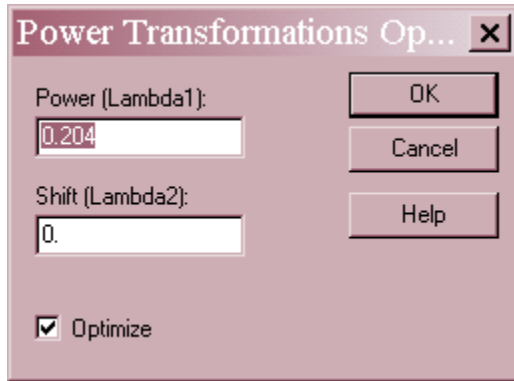 Power Transformations Op...
Power (Lambda1):
0.204
Shift (Lambda2):
0.
Optimize
OK
Cancel
Help